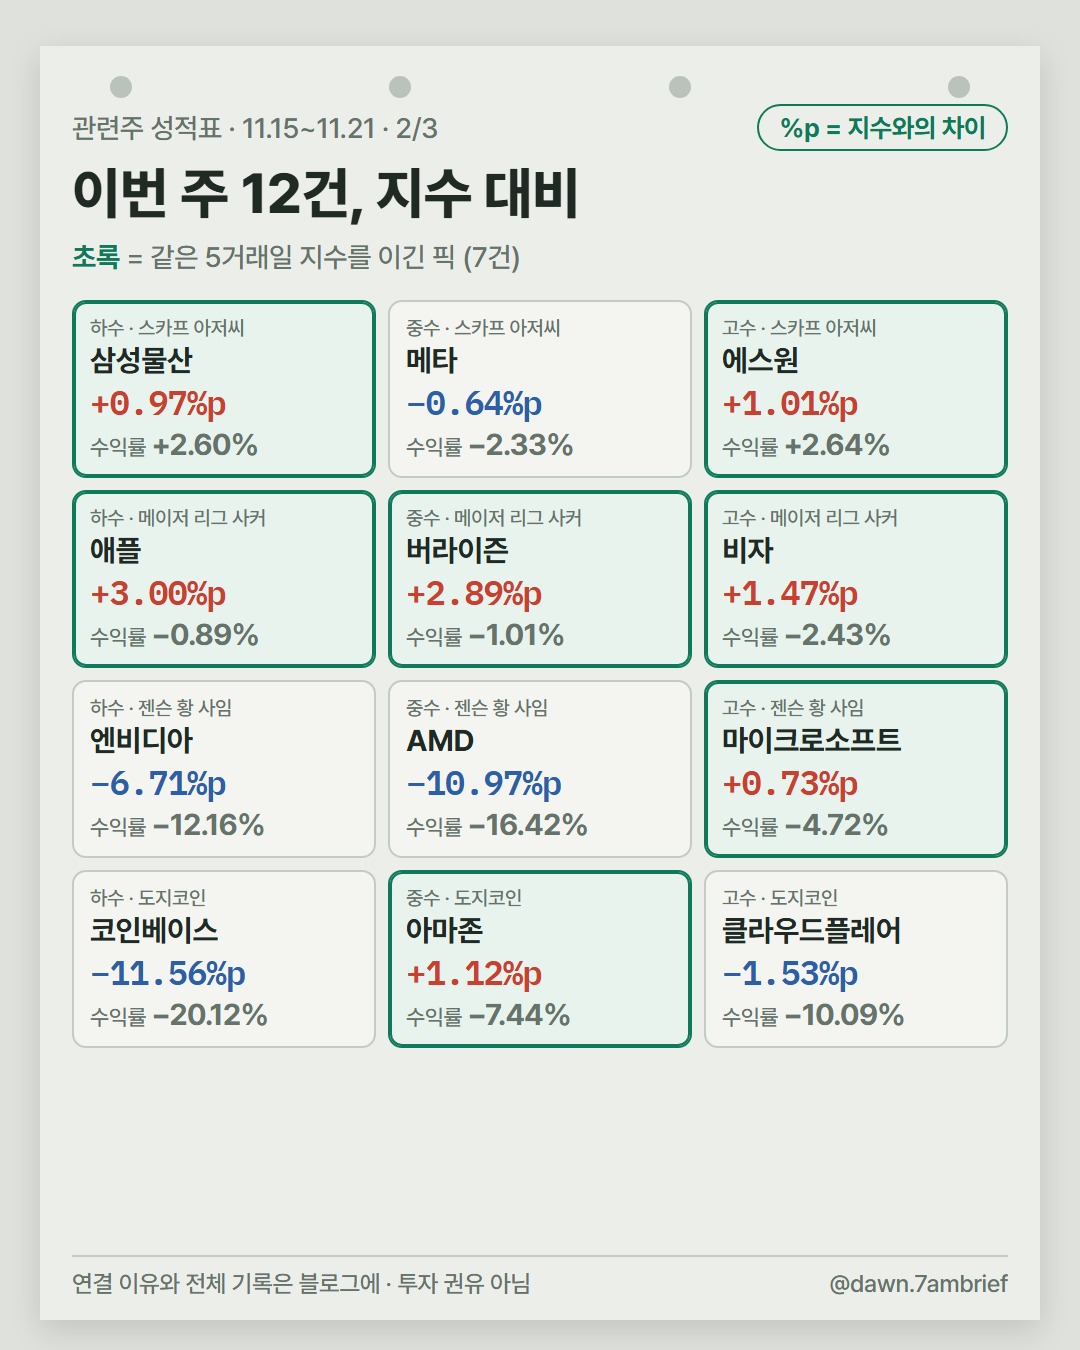 관련주 성적표 · 11.15~11.21 · 2/3
%p = 지수와의 차이
이번 주 12건, 지수 대비
초록 = 같은 5거래일 지수를 이긴 픽 (7건)
하수 · 스카프 아저씨
삼성물산
+0.97%p
수익률 +2.60%
중수 · 스카프 아저씨
메타
−0.64%p
수익률 −2.33%
고수 · 스카프 아저씨
에스원
+1.01%p
수익률 +2.64%
하수 · 메이저 리그 사커
애플
+3.00%p
수익률 −0.89%
중수 · 메이저 리그 사커
버라이즌
+2.89%p
수익률 −1.01%
고수 · 메이저 리그 사커
비자
+1.47%p
수익률 −2.43%
하수 · 젠슨 황 사임
엔비디아
−6.71%p
수익률 −12.16%
중수 · 젠슨 황 사임
AMD
−10.97%p
수익률 −16.42%
고수 · 젠슨 황 사임
마이크로소프트
+0.73%p
수익률 −4.72%
하수 · 도지코인
코인베이스
−11.56%p
수익률 −20.12%
중수 · 도지코인
아마존
+1.12%p
수익률 −7.44%
고수 · 도지코인
클라우드플레어
−1.53%p
수익률 −10.09%
연결 이유와 전체 기록은 블로그에 · 투자 권유 아님
@dawn.7ambrief